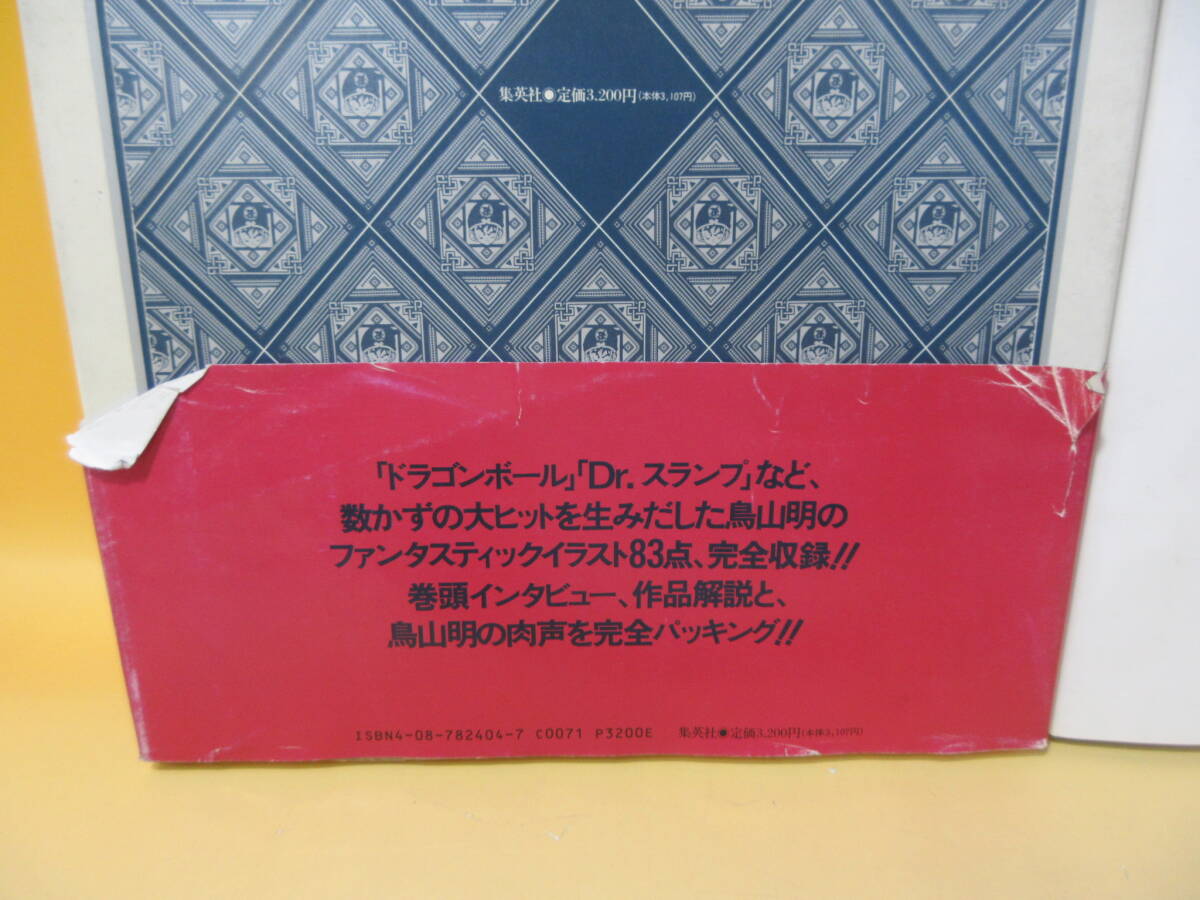 集英社●定価3.200円(本体3,107円)
「ドラゴンボール」「Dr.スランプ」など、
数かずの大ヒットを生みだした鳥山明の
ファンタスティックイラスト83点、完全収録!!
巻頭インタビュー、作品解説と、
鳥山明の肉声を完全パッキング!!
ISBN4-08-782404-7 C0071 P3200E 集英社●定価3,200円(本体3,107円)